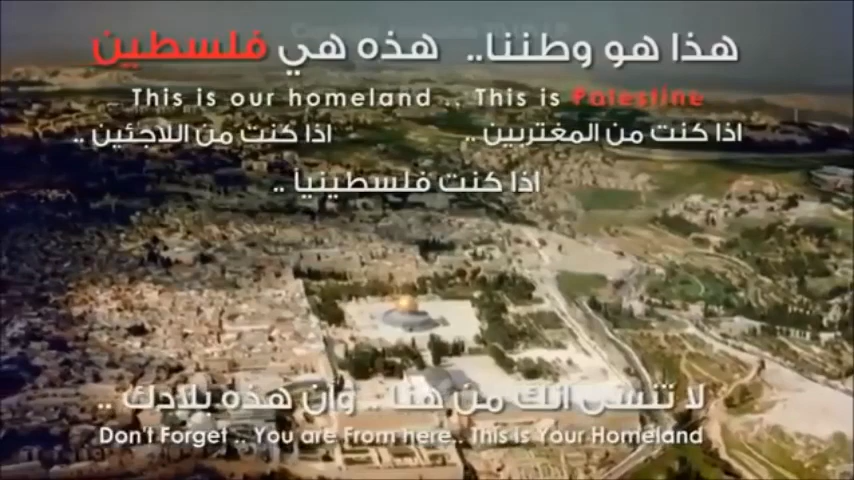 هذا هو وطننا.. هذه هي فلسطين
This is our homeland .. This is Palestine
اذا كنت من المغتربين .. اذا كنت من اللاجئين ..
اذا كنت فلسطينيا ..
لا تنسى انك من هنا .. وأن هذه بلادك ..
Don't Forget .. You are From here.. This is Your Homeland